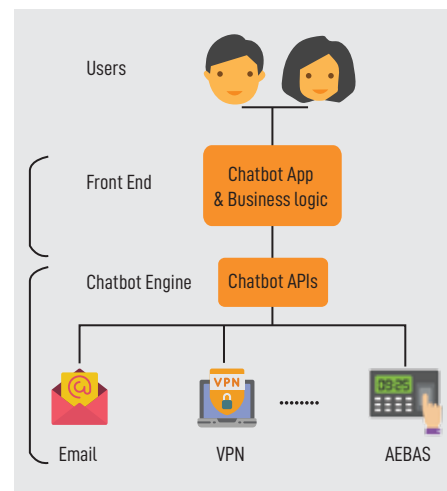 Users
Front End
Chatbot App
& Business logic
Chatbot Engine
Chatbot APIs
@
VPN
09:25
........
Email
VPN
AEBAS